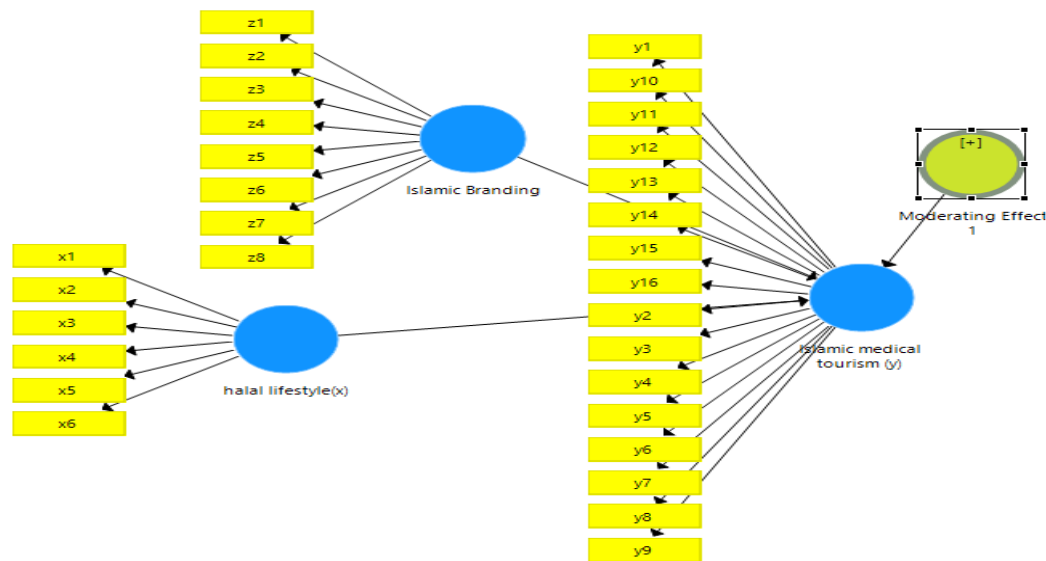 z1
z2
z3
z4
z5
z6
z7
z8
Islamic Branding
x1
x2
x3
x4
x5
x6
halal lifestyle(x)
y1
y10
y11
y12
y13
y14
y15
y16
y2
y3
y4
y5
y6
y7
y8
y9
[+]
Moderating Effect
1
Islamic medical
tourism (y)